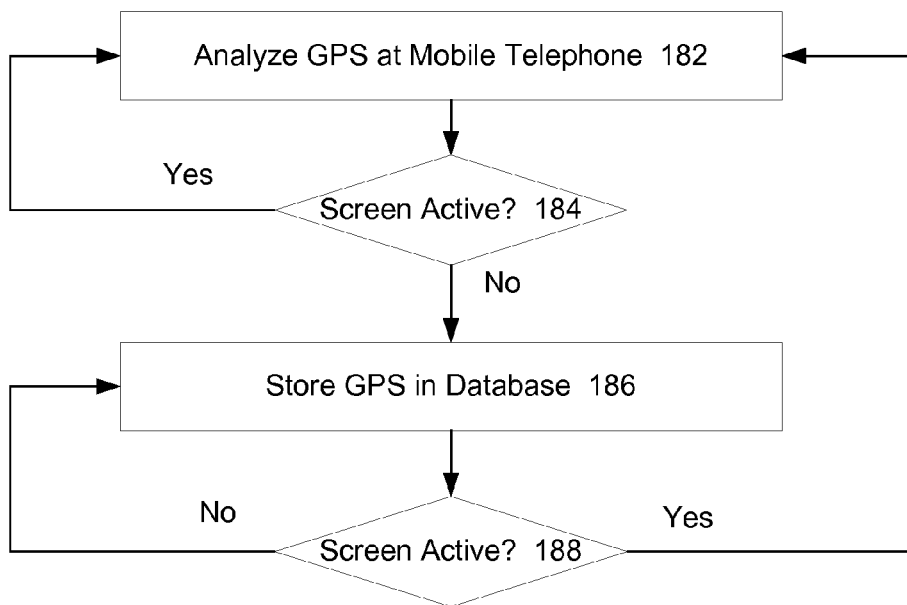 Analyze GPS at Mobile Telephone 182
Yes
Screen Active? 184
No
Store GPS in Database 186
No
Yes
Screen Active? 188